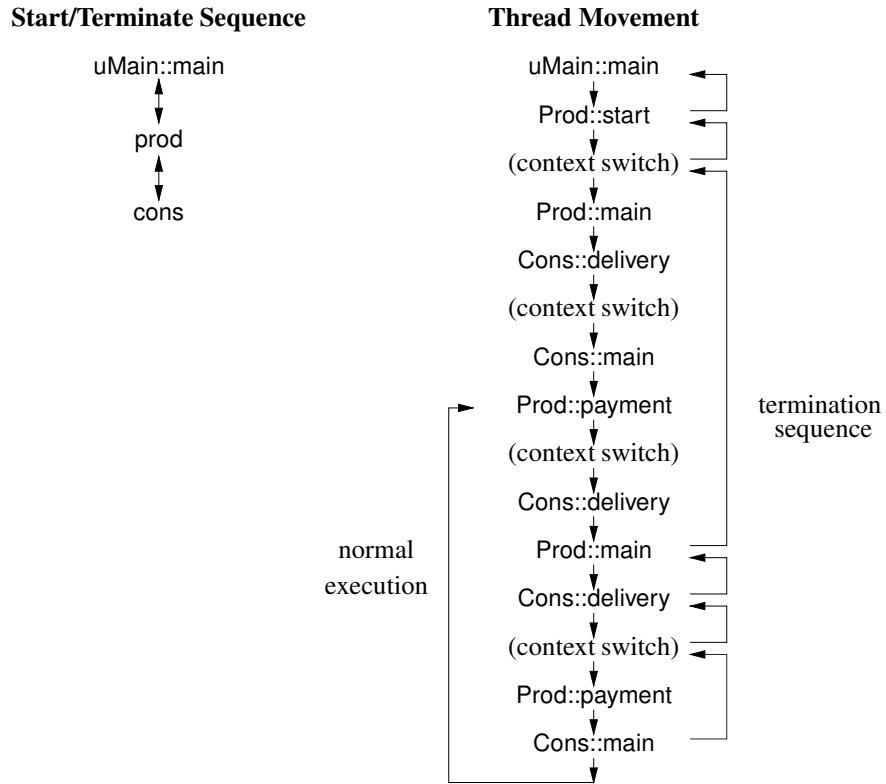 Start/Terminate Sequence
uMain::main
prod
cons
Thread Movement
uMain::main
Prod::start
(context switch)
Prod::main
Cons::delivery
(context switch)
Cons::main
Prod::payment
(context switch)
Cons::delivery
Prod::main
Cons::delivery
(context switch)
Prod::payment
Cons::main
normal
execution
termination
sequence